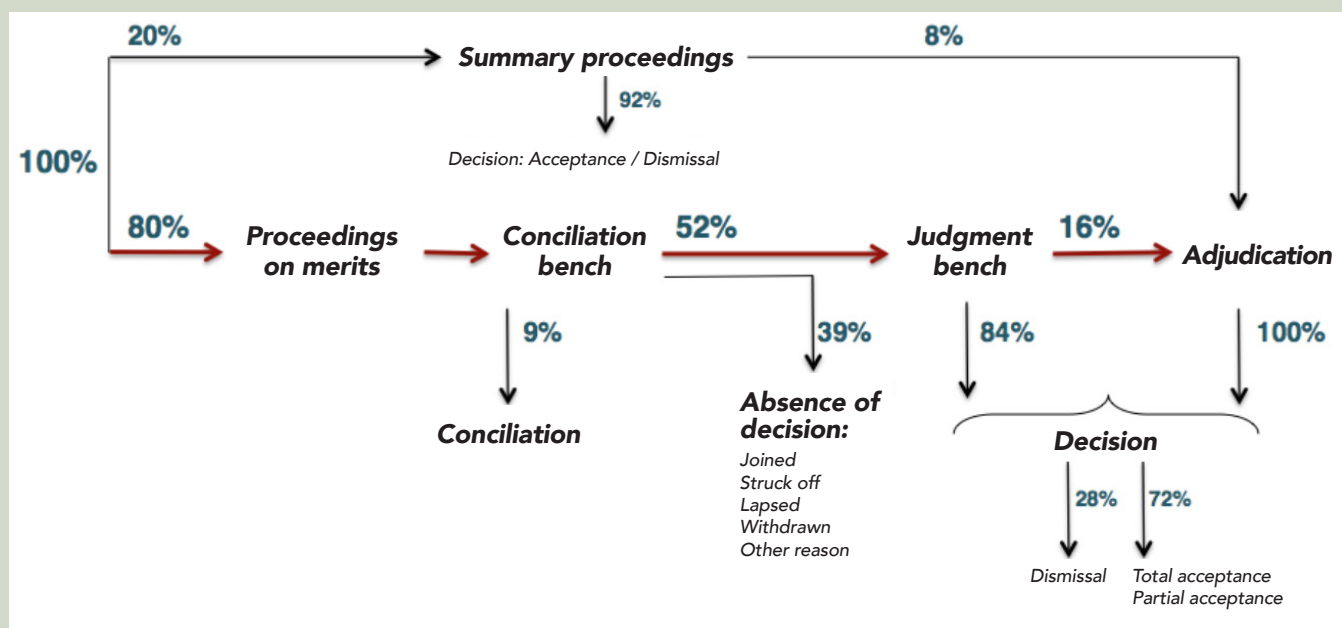 20%
8%
Summary proceedings
92%
Decision: Acceptance / Dismissal
100%
80%
Proceedings
on merits
Conciliation
bench
52%
Judgment
bench
16%
Adjudication
9%
39%
84%
100%
Conciliation
Absence of
decision:
Joined
Struck off
Lapsed
Withdrawn
Other reason
Decision
28%
72%
Dismissal
Total acceptance
Partial acceptance